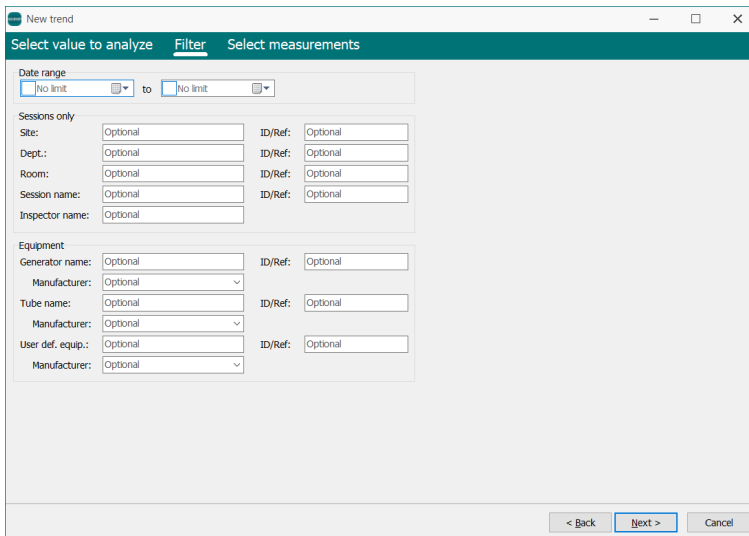 New trend
Select value to analyze Filter Select measurements
Date range
No limit to No limit
Sessions only
Site: Optional ID/Ref: Optional
Dept.: Optional ID/Ref: Optional
Room: Optional ID/Ref: Optional
Session name: Optional ID/Ref: Optional
Inspector name: Optional
Equipment
Generator name: Optional ID/Ref: Optional
Manufacturer: Optional
Tube name: Optional ID/Ref: Optional
Manufacturer: Optional
User def. equip.: Optional ID/Ref: Optional
Manufacturer: Optional
< Back Next > Cancel